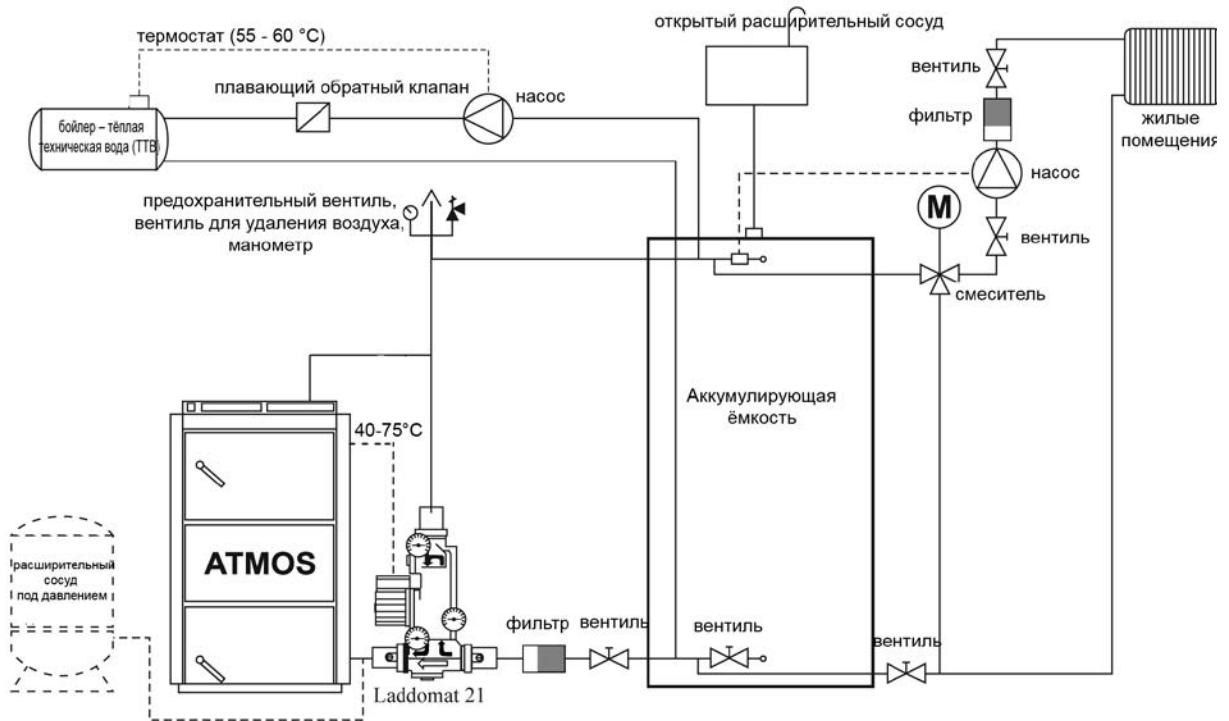 открытый расширительный сосуд
термостат (55 - 60 °C)
плавающий обратный клапан
насос
вентиль
фильтр
жилые
помещения
бойлер – тёплая
техническая вода (ТТВ)
насос
предохранительный вентиль,
вентиль для удаления воздуха,
манометр
M
вентиль
смеситель
Аккумулирующая
ёмкость
40-75°C
ATMOS
расширительный
сосуд
под давлением
фильтр
вентиль
вентиль
вентиль
Laddomat 21